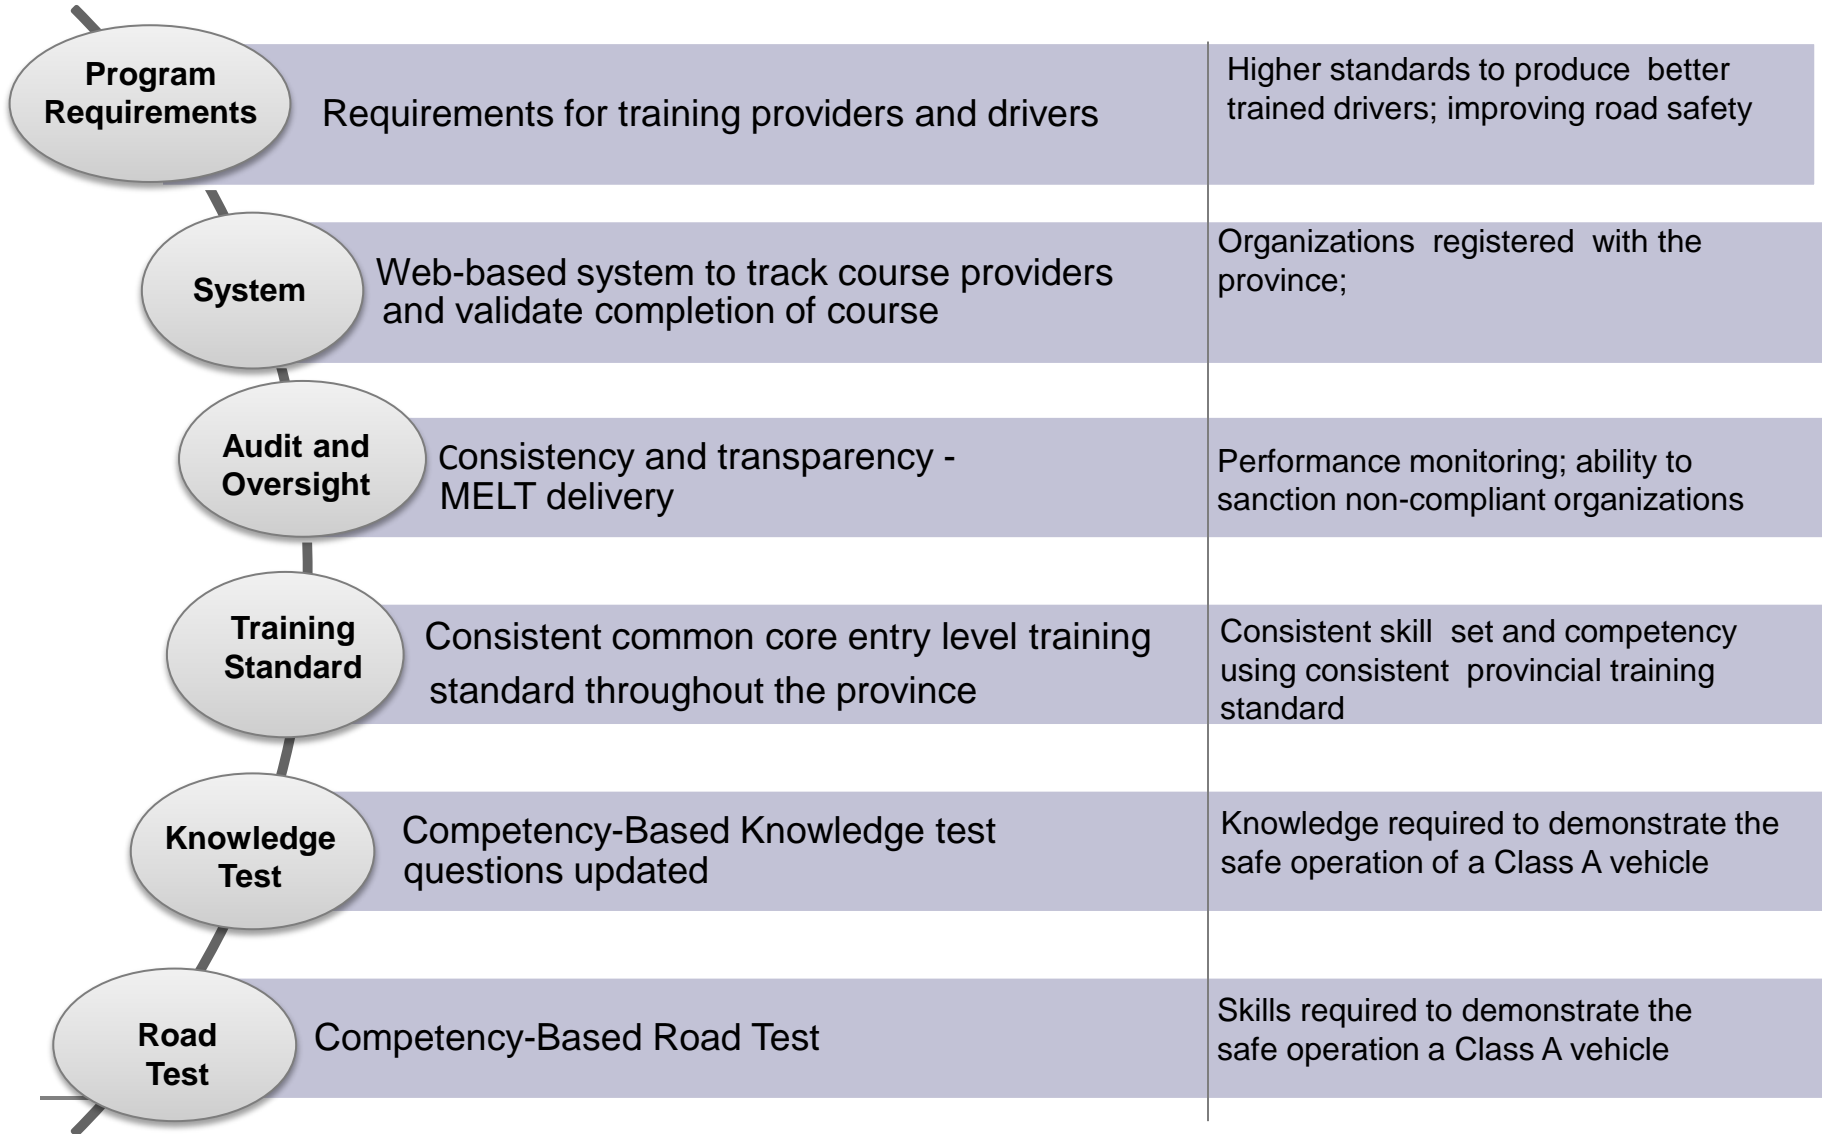 Program
Requirements
Requirements for training providers and drivers
Higher standards to produce  better
trained drivers; improving road safety
System
Web-based system to track course providers
and validate completion of course
Organizations  registered  with the
province;
Audit and
Oversight
Consistency and transparency -
MELT delivery
Performance monitoring; ability to
sanction non-compliant organizations
Training
Standard
Consistent common core entry level training
standard throughout the province
Consistent skill  set and competency
using consistent  provincial training
standard
Knowledge
Test
Competency-Based Knowledge test
questions updated
Knowledge required to demonstrate the
safe operation of a Class A vehicle
Road
Test
Competency-Based Road Test
Skills required to demonstrate the
safe operation a Class A vehicle